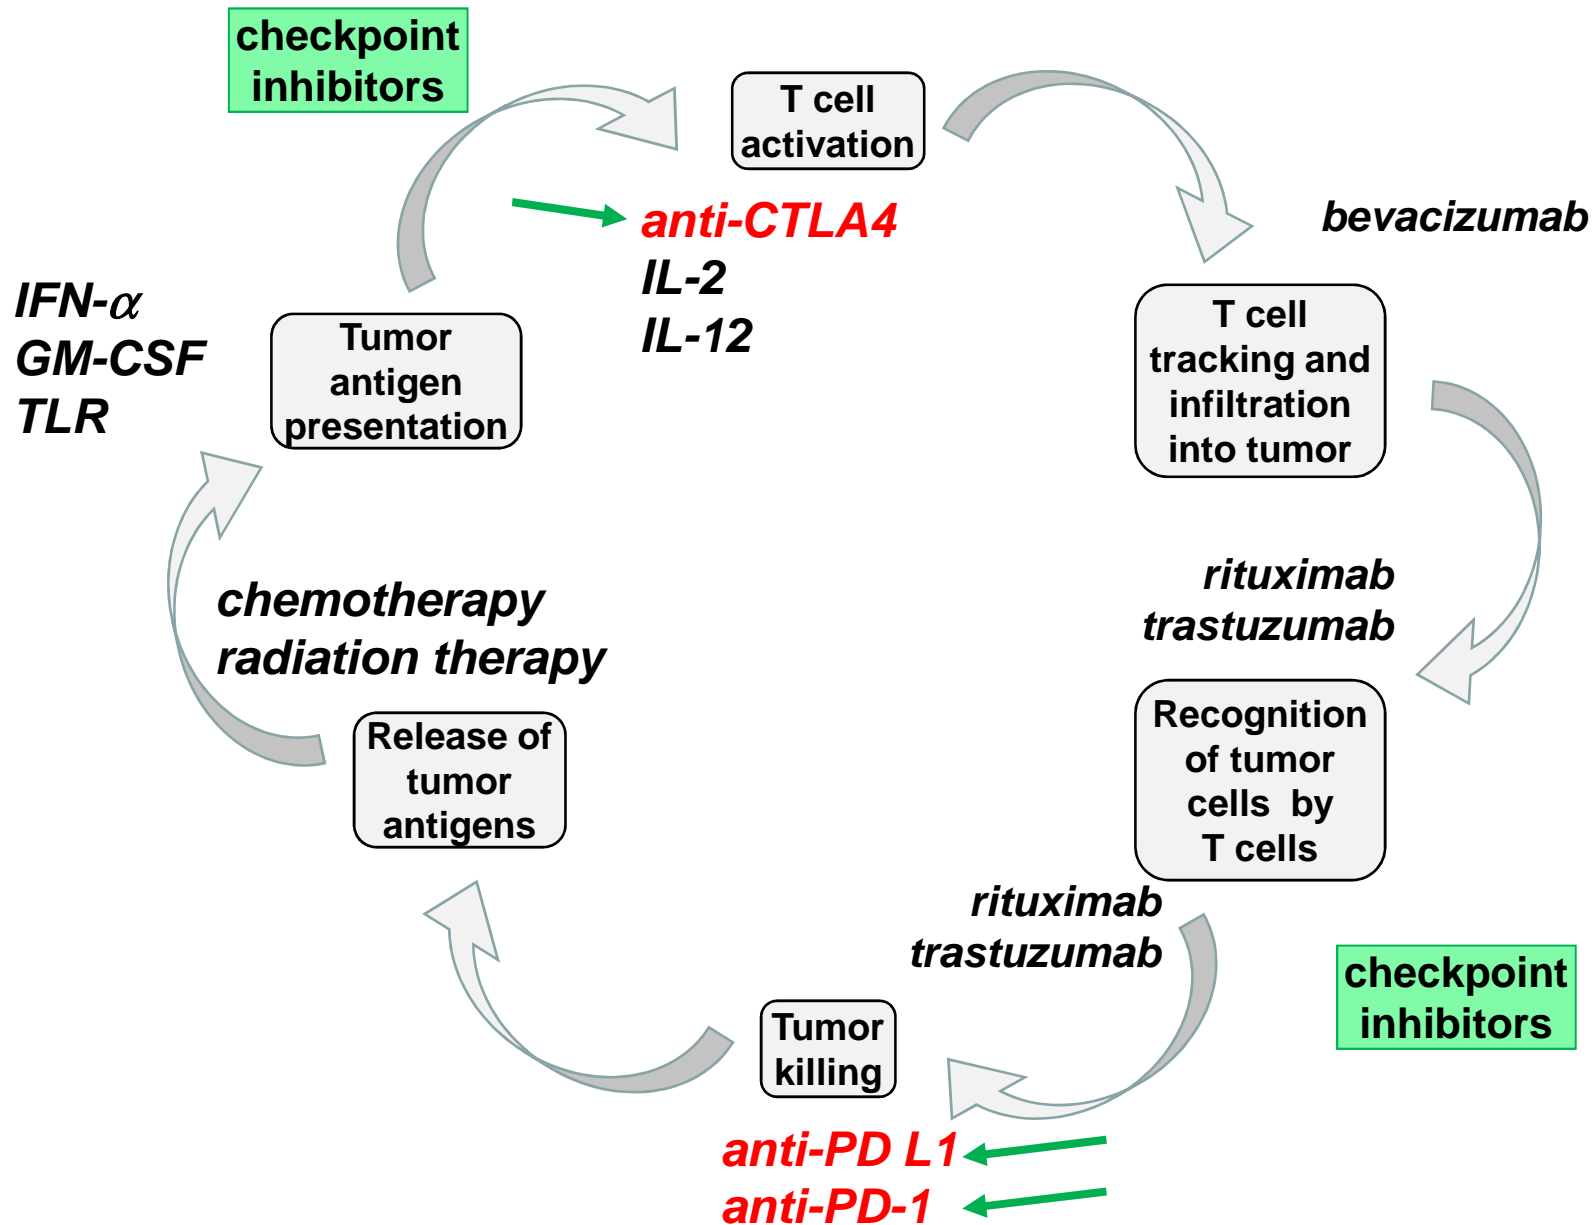 checkpoint
inhibitors
T cell
activation
anti-CTLA4
IL-2
IL-12
bevacizumab
IFN-α
GM-CSF
TLR
Tumor
antigen
presentation
T cell
tracking and
infiltration
into tumor
chemotherapy
radiation therapy
rituximab
trastuzumab
Release of
tumor
antigens
Recognition
of tumor
cells by
T cells
rituximab
trastuzumab
checkpoint
inhibitors
Tumor
killing
anti-PD L1
anti-PD-1